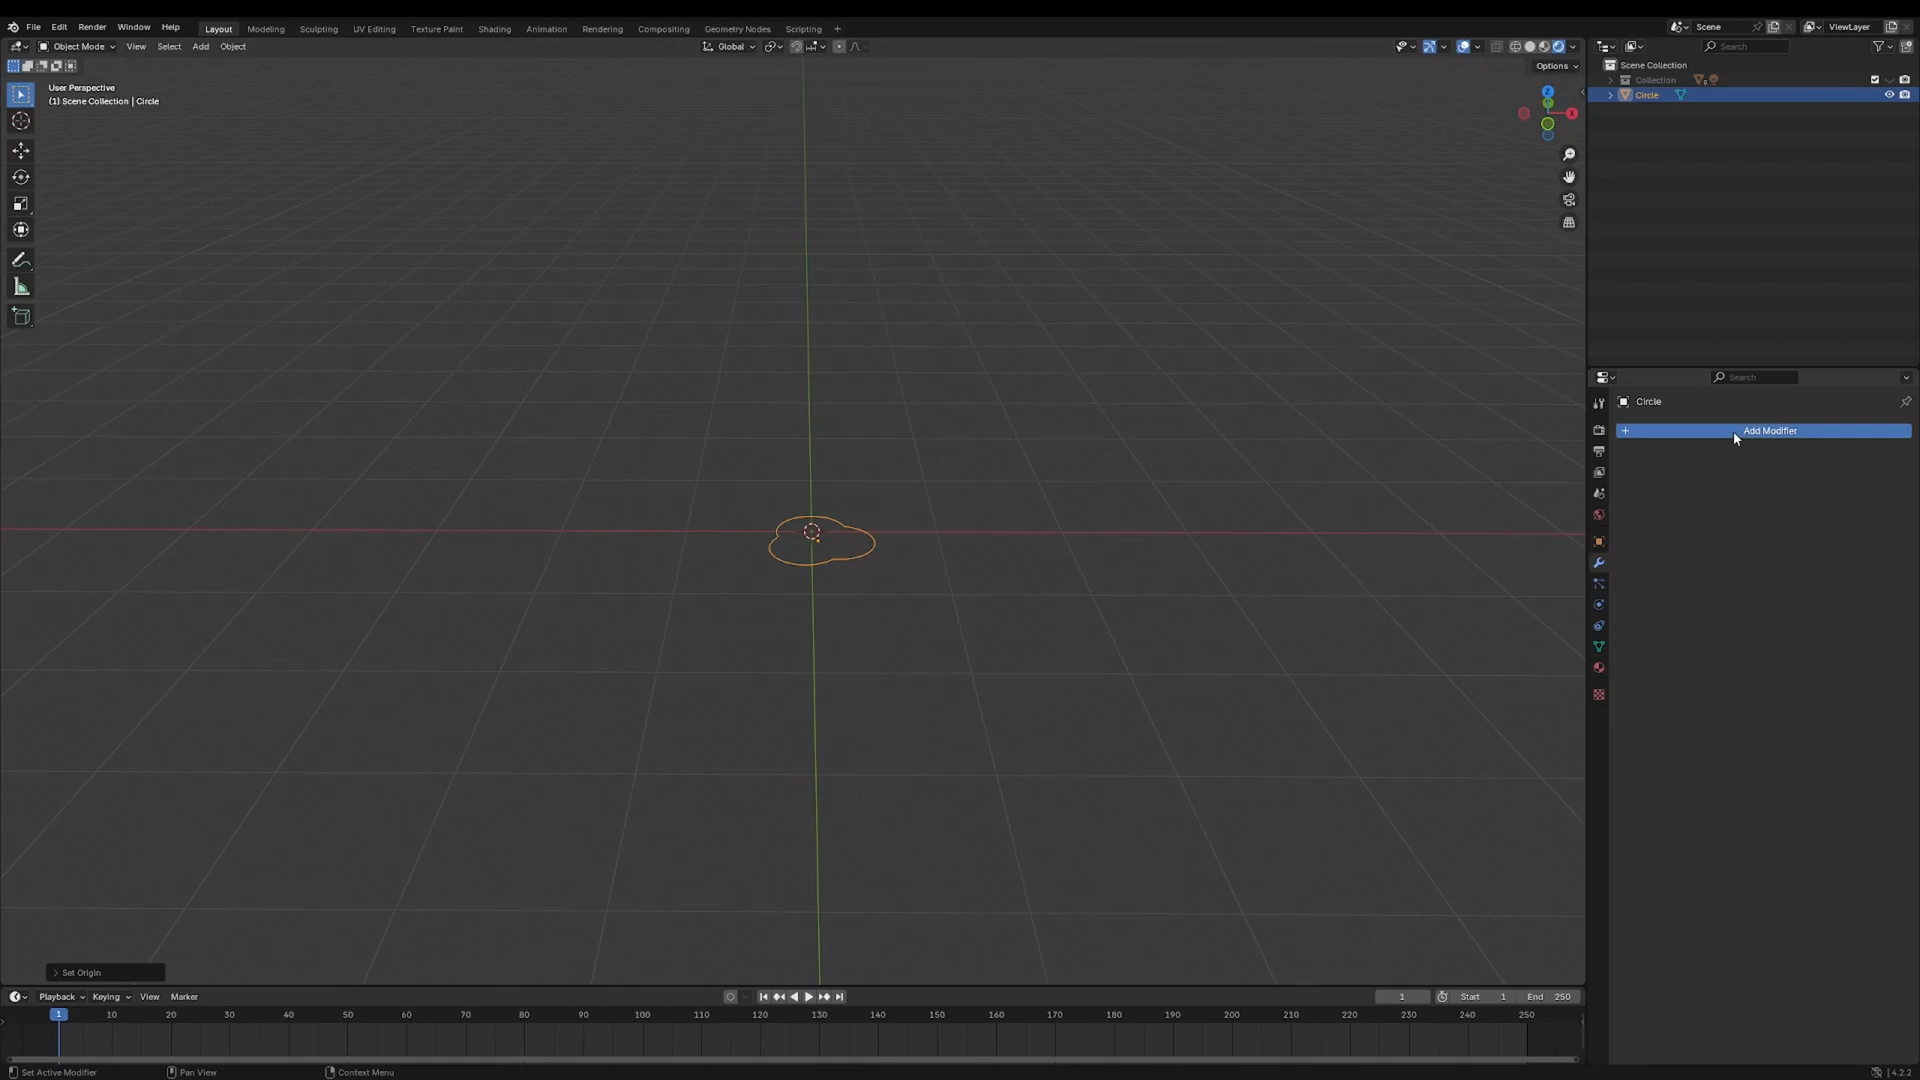 File Edit Render Window Help Layout Modeling Sculpting UV Editing Texture Paint Shading Animation Rendering Compositing Geometry Nodes Scripting + Scene ViewLayer
Object Mode View Select Add Object Global Search
Options
User Perspective
(1) Scene Collection | Circle
Z
X
Scene Collection
Collection
Circle
Search
Circle
+ Add Modifier
> Set Origin
Playback Keying View Marker 1 Start 1 End 250
1 10 20 30 40 50 60 70 80 90 100 110 120 130 140 150 160 170 180 190 200 210 220 230 240 250
Set Active Modifier Pan View Context Menu 4.2.2